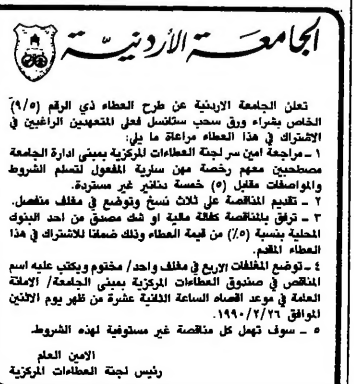 الجامعة الأردنية
تعلن الجامعة الاردنية عن طرح العطاء ذي الرقم (٩/٥)
الخاص بشراء ورق سحب ستانسل فعلى المتعهدين الراغبين في
الاشتراك في هذا العطاء مراعاة ما يلي:
١ - مراجعة امين سر لجنة العطاءات المركزية بمبنى ادارة الجامعة
مصطحبين معهم رخصة مهن سارية المفعول لتسلم الشروط
والمواصفات مقابل (٥) خمسة دنانير غير مستردة.
٢ - تقديم المناقصة على ثلاث نسخ وتوضع في مغلف منفصل.
٣ - ترفق بالمناقصة كفالة مالية او شك مصدق من احد البنوك
المحلية بنسبة (٥٪) من قيمة العطاء وذلك ضمانا للاشتراك في هذا
العطاء المقدم.
٤ - توضع المغلفات الاربع في مغلف واحد/ مختوم ويكتب عليه اسم
المناقص في صندوق العطاءات المركزية بمبنى الجامعة/ الامانة
العامة في موعد اقصاه الساعة الثانية عشرة من ظهر يوم الاثنين
الموافق ١٩٩٠/٢/٢٦.
٥ - سوف تهمل كل مناقصة غير مستوفية لهذه الشروط.
الامين العام
رئيس لجنة العطاءات المركزية